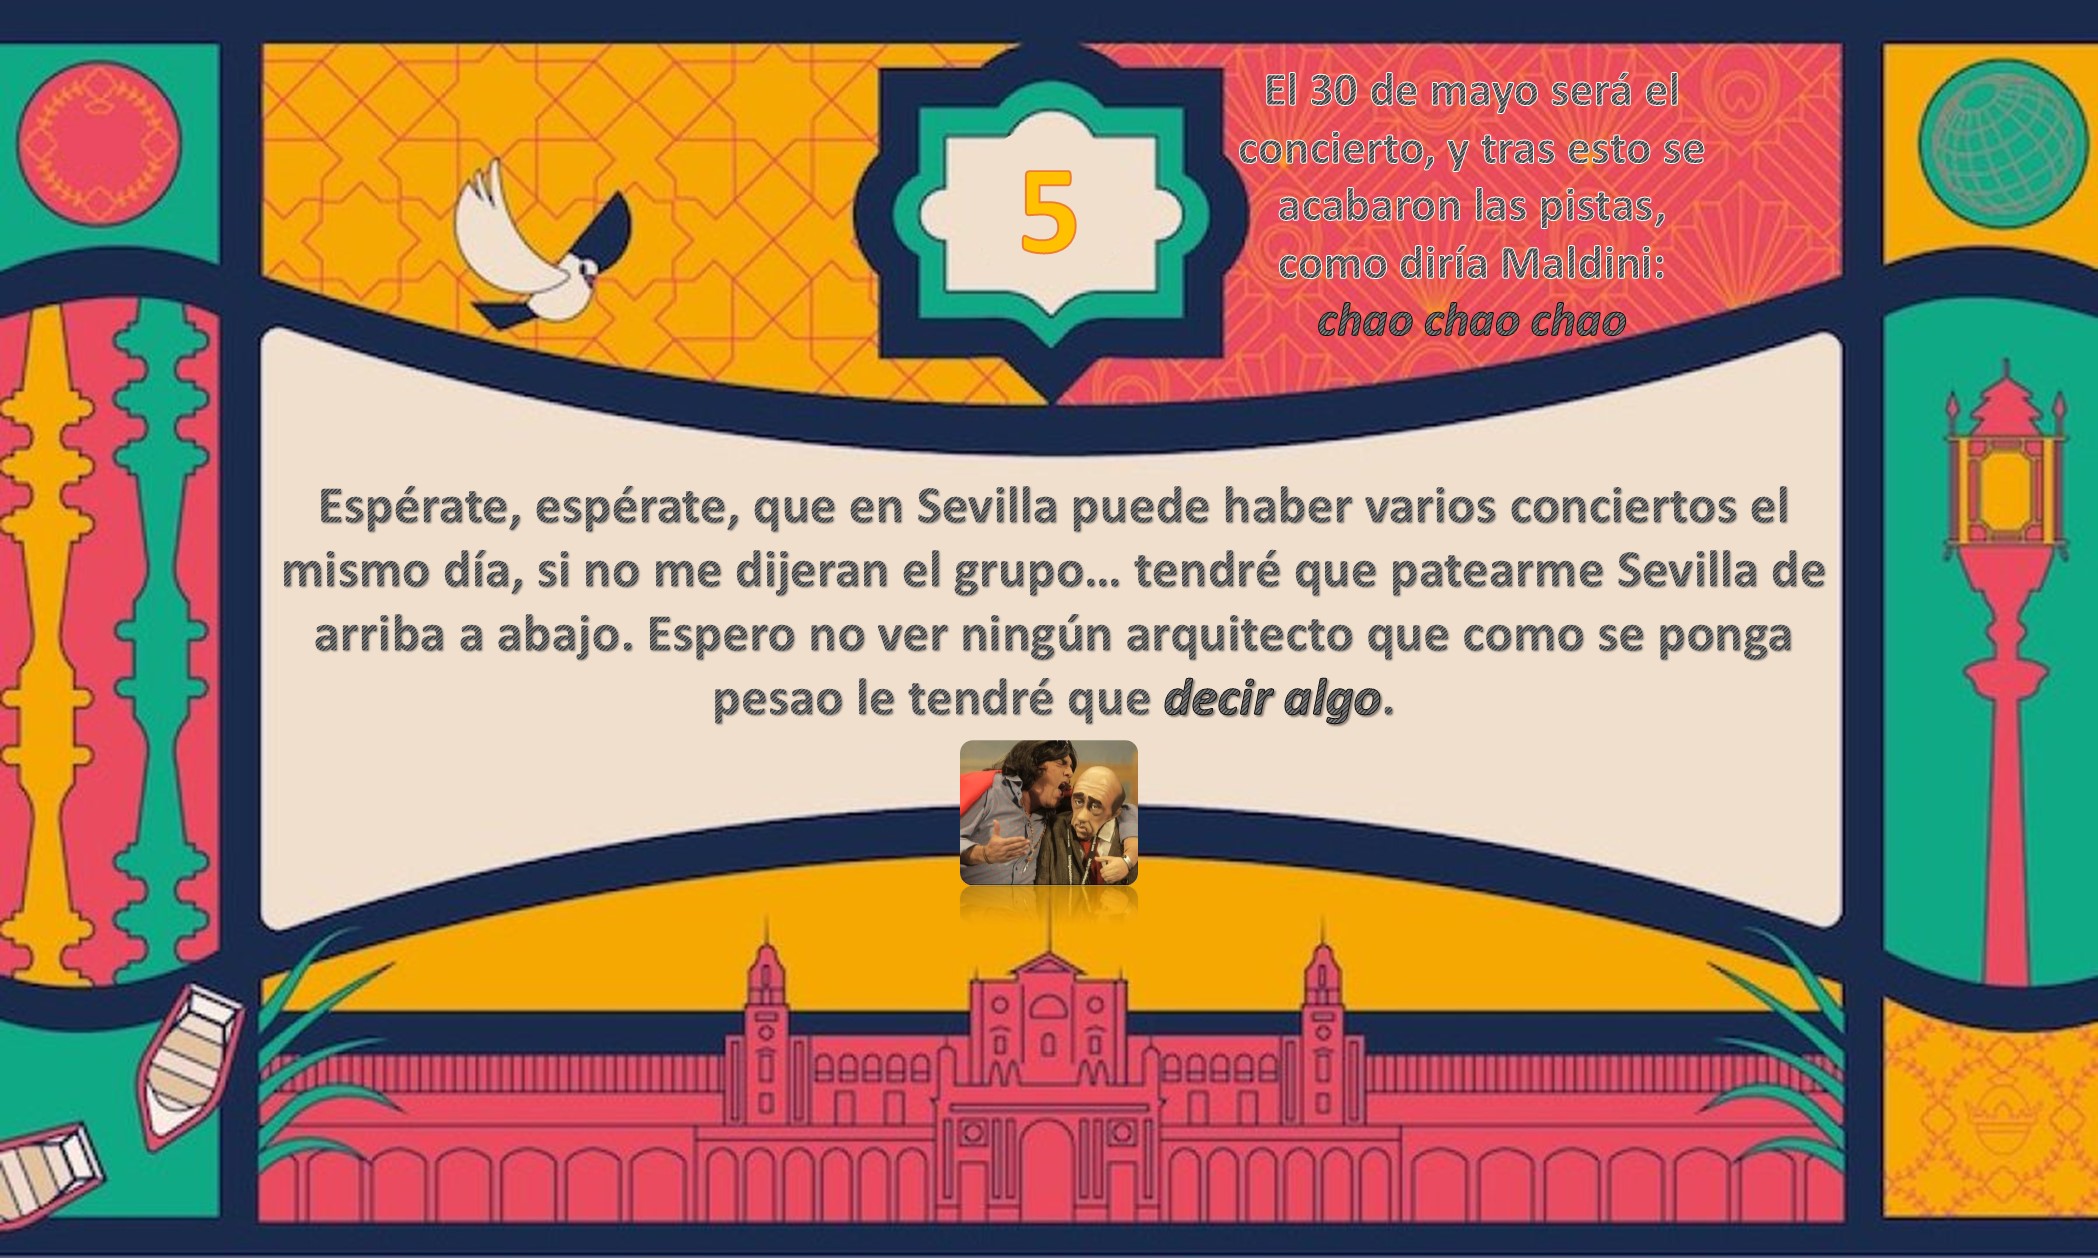 5
El 30 de mayo será el
concierto, y tras esto se
acabaron las pistas,
como diría Maldini:
chao chao chao
Espérate, espérate, que en Sevilla puede haber varios conciertos el
mismo día, si no me dijeran el grupo... tendré que patearme Sevilla de
arriba a abajo. Espero no ver ningún arquitecto que como se ponga
pesao le tendré que decir algo.